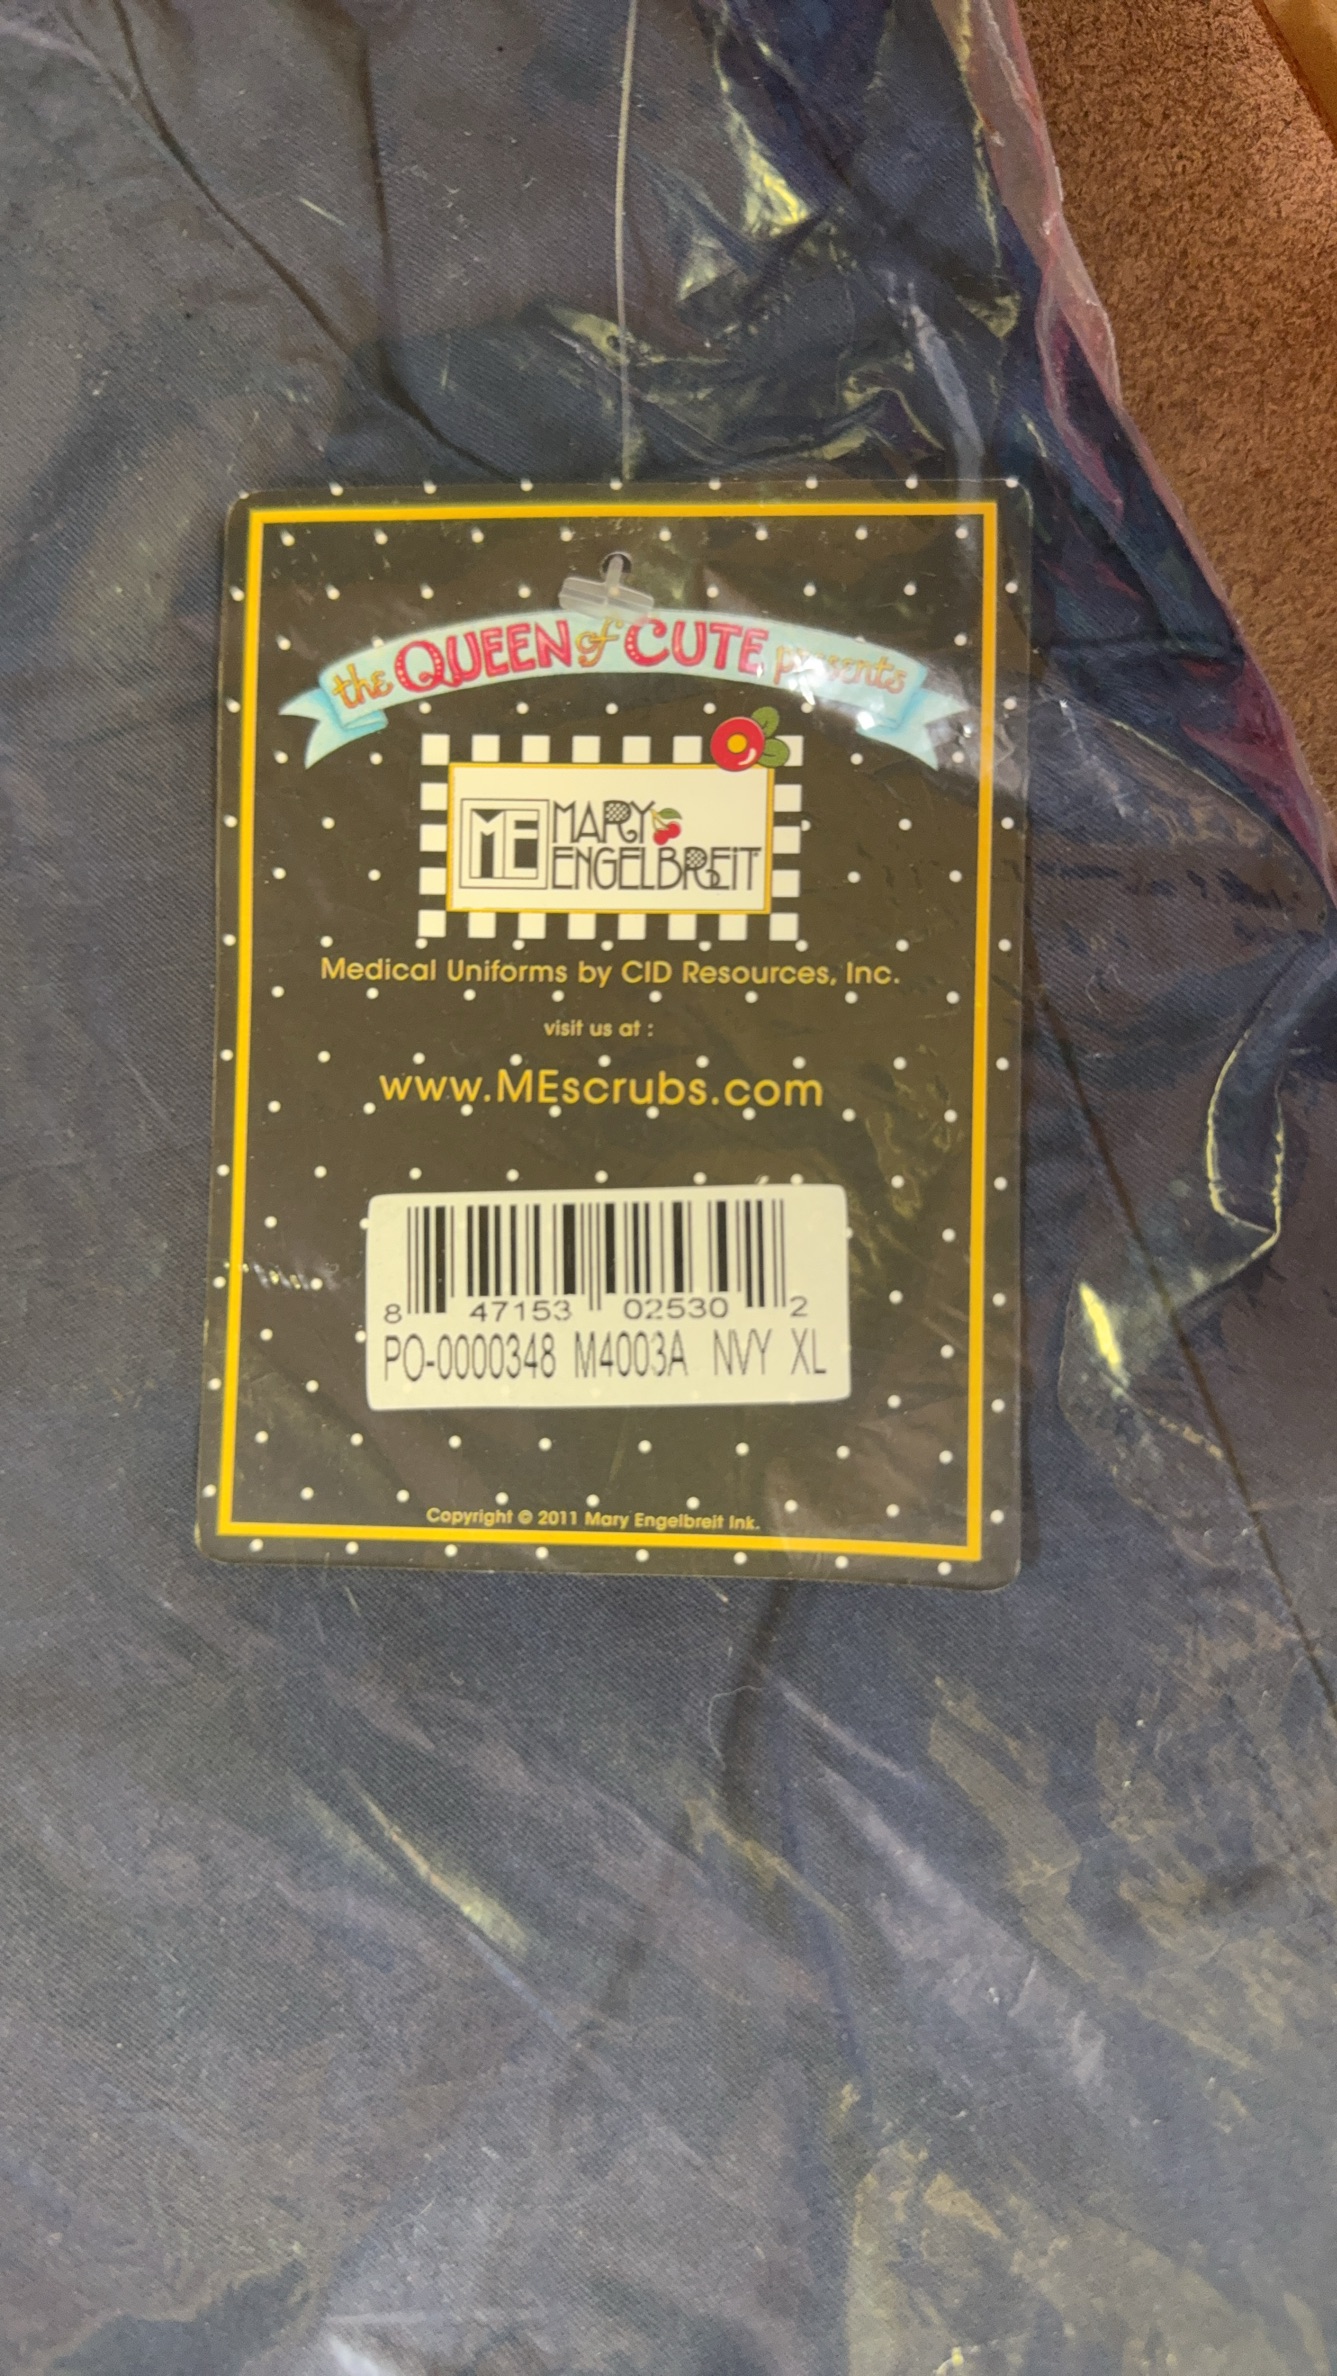 the QUEEN of CUTE presents
ME MARY
ENGELBREIT
Medical Uniforms by CID Resources, Inc.
visit us at :
www.MEscrubs.com
8 47153 02530 2
PO-0000348 M4003A NVY XL
Copyright © 2011 Mary Engelbreit Ink.